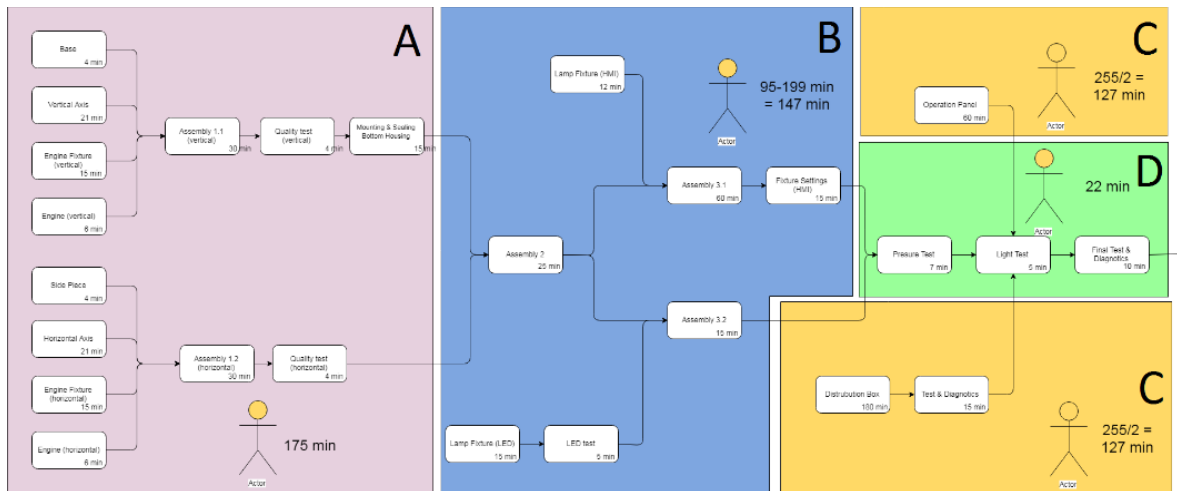 A
Base
4 min
Vertical Axis
21 min
Engine Fixture
(vertical)
15 min
Engine (vertical)
6 min
Assembly 1.1
(vertical)
30 min
Quality test
(vertical)
4 min
Mounting & Sealing
Bottom Housing
15 min
Side Piece
4 min
Horizontal Axis
21 min
Engine Fixture
(horizontal)
15 min
Engine (horizontal)
6 min
Assembly 1.2
(horizontal)
30 min
Quality test
(horizontal)
4 min
Actor
175 min
B
Lamp Fixture (HMI)
12 min
Actor
95-199 min
= 147 min
Assembly 3.1
60 min
Fixture Settings
(HMI)
15 min
Assembly 2
25 min
Assembly 3.2
15 min
Lamp Fixture (LED)
15 min
LED test
5 min
C
255/2 =
127 min
Actor
Operation Panel
60 min
D
22 min
Actor
Presure Test
7 min
Light Test
5 min
Final Test &
Diagnotics
10 min
C
Distrubution Box
180 min
Test & Diagnotics
15 min
255/2 =
127 min
Actor